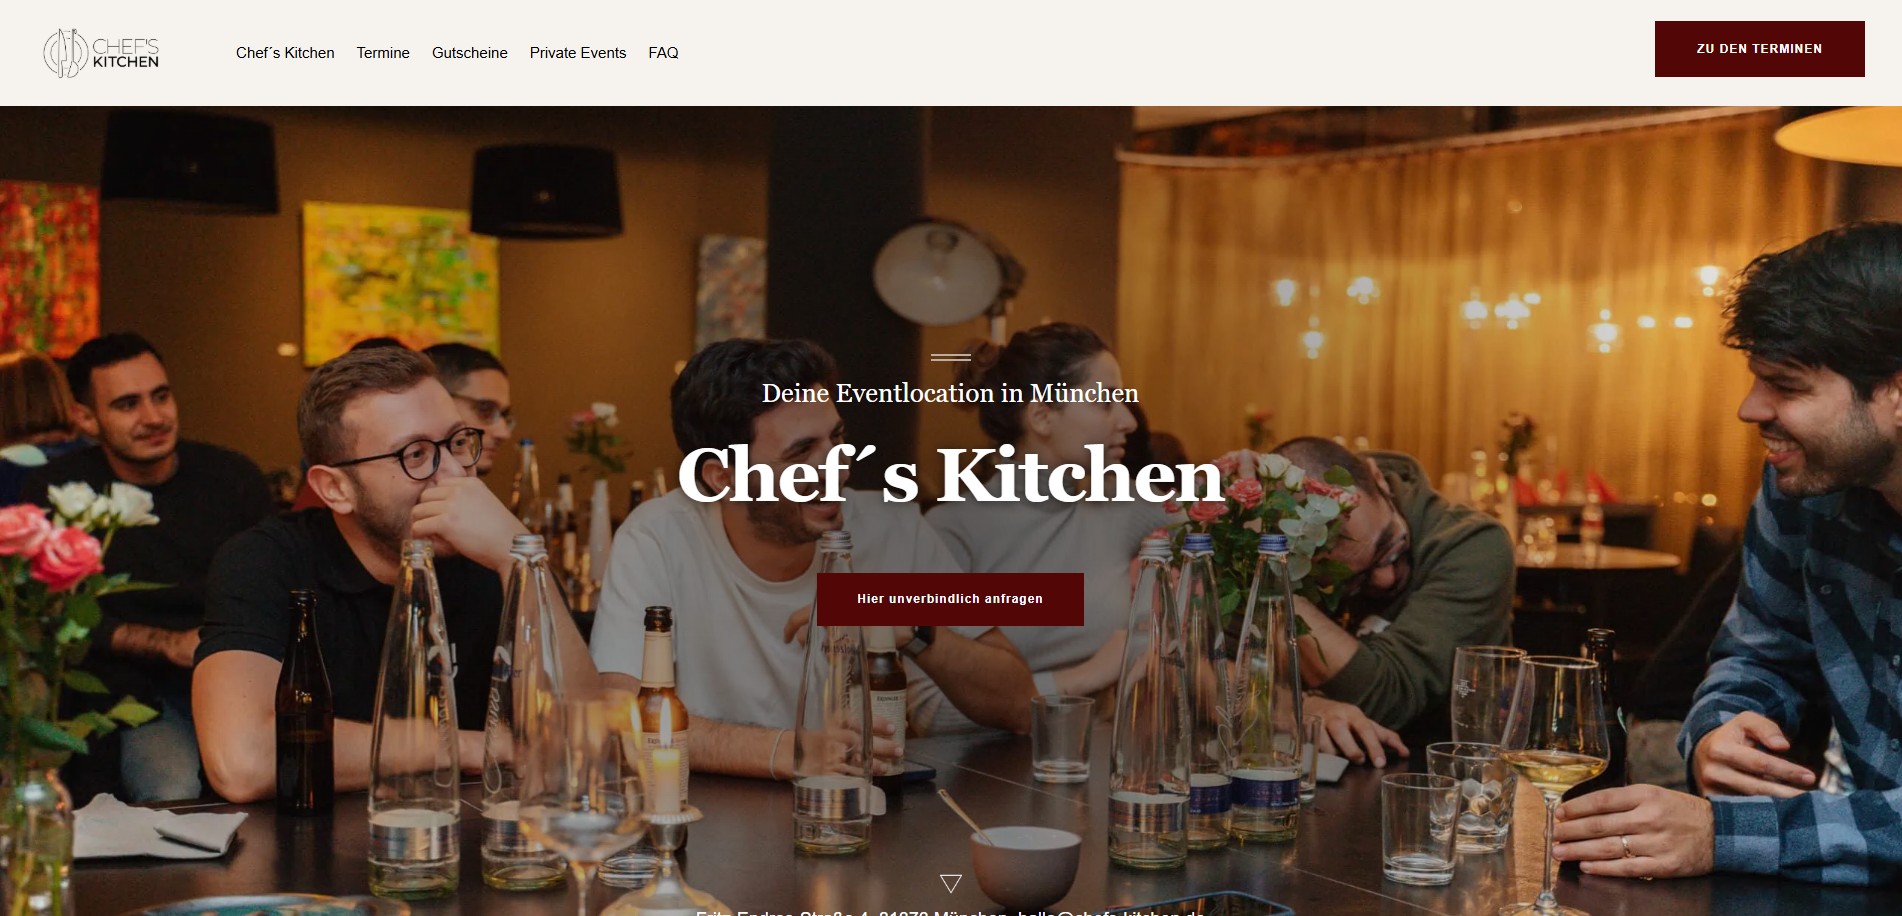 CHEF'S
KITCHEN
Chef´s Kitchen
Termine
Gutscheine
Private Events
FAQ
ZU DEN TERMINEN
Deine Eventlocation in München
Chef´s Kitchen
Hier unverbindlich anfragen